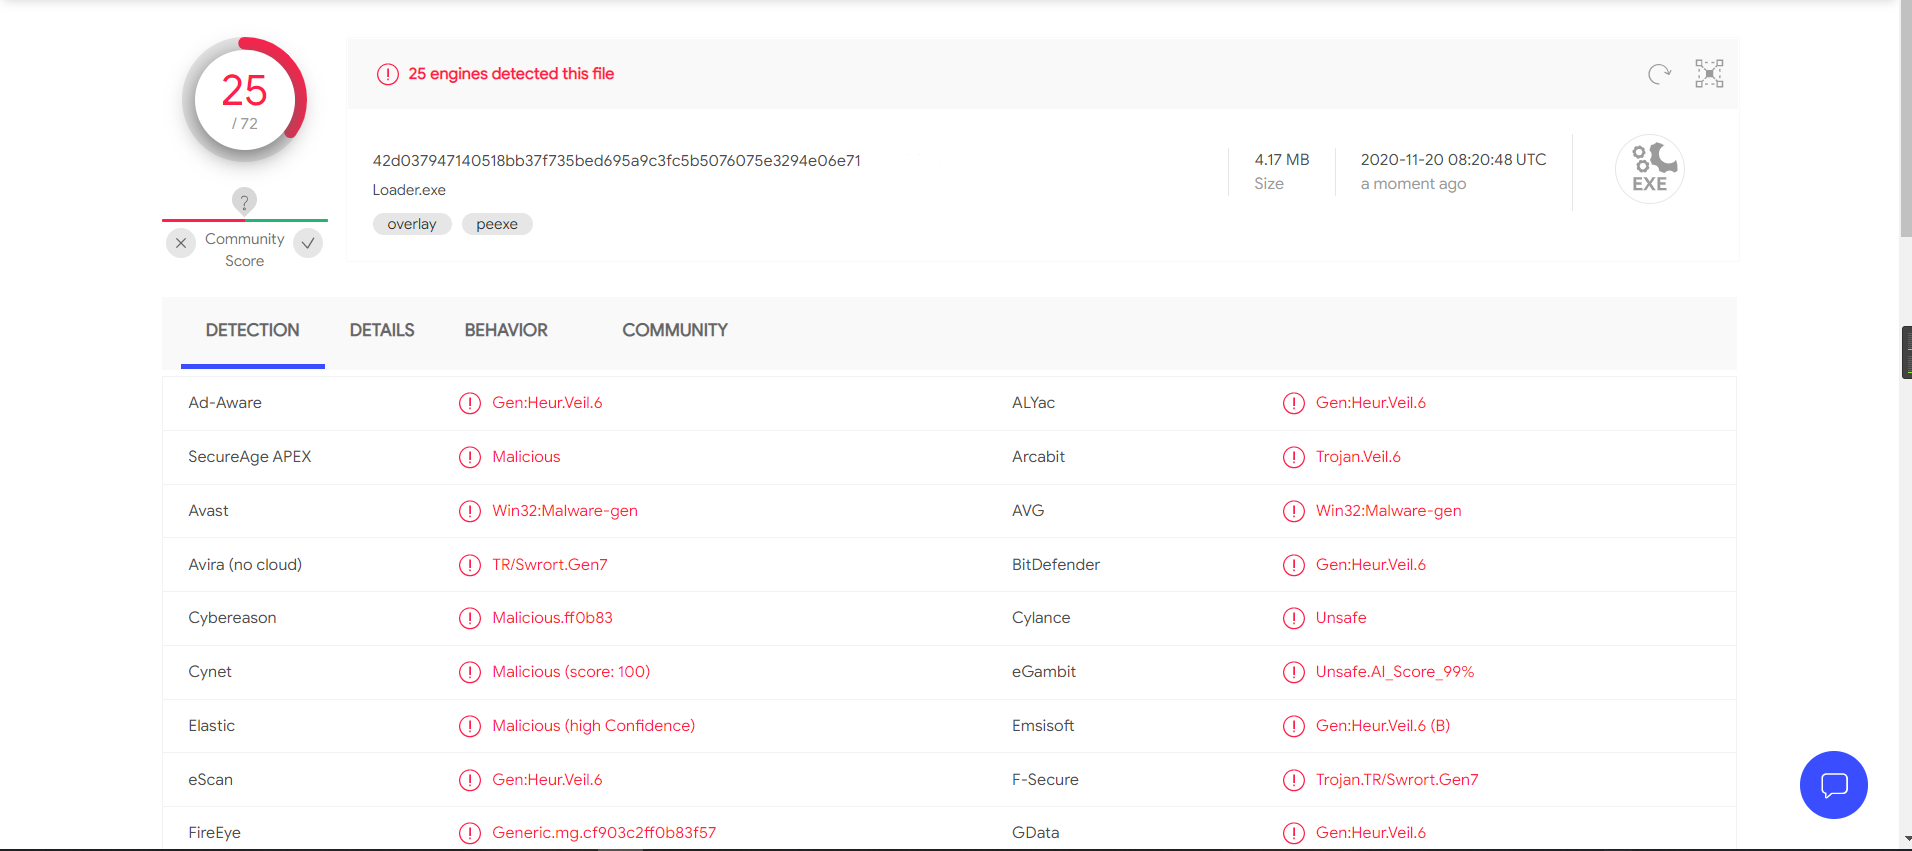 25
/ 72
?
Community
Score
25 engines detected this file
42d037947140518bb37f735bed695a9c3fc5b5076075e3294e06e71
Loader.exe
overlay peexe
4.17 MB
Size
2020-11-20 08:20:48 UTC
a moment ago
EXE
DETECTION DETAILS BEHAVIOR COMMUNITY
Ad-Aware Gen:Heur.Veil.6 ALYac Gen:Heur.Veil.6
SecureAge APEX Malicious Arcabit Trojan.Veil.6
Avast Win32:Malware-gen AVG Win32:Malware-gen
Avira (no cloud) TR/Swrort.Gen7 BitDefender Gen:Heur.Veil.6
Cybereason Malicious.ff0b83 Cylance Unsafe
Cynet Malicious (score: 100) eGambit Unsafe.AI_Score_99%
Elastic Malicious (high Confidence) Emsisoft Gen:Heur.Veil.6 (B)
eScan Gen:Heur.Veil.6 F-Secure Trojan.TR/Swrort.Gen7
FireEye Generic.mg.cf903c2ff0b83f57 GData Gen:Heur.Veil.6